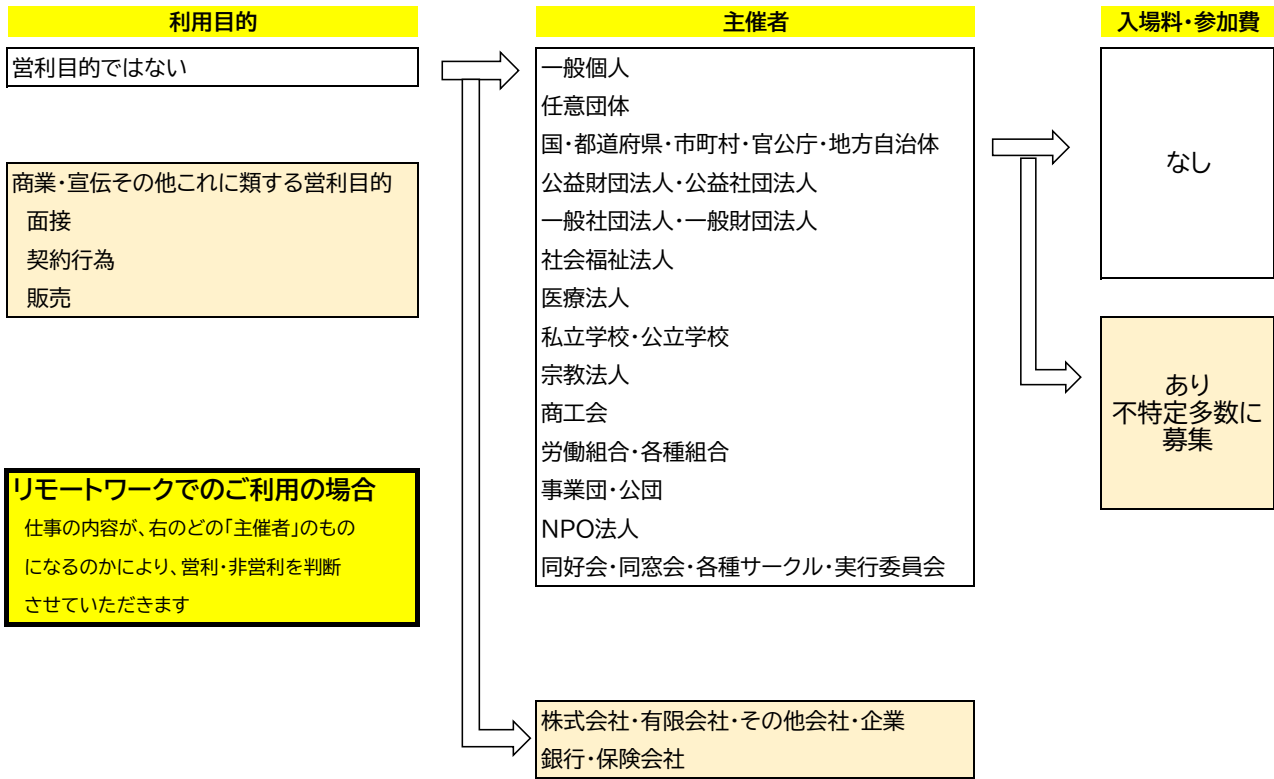 利用目的
営利目的ではない
商業・宣伝その他これに類する営利目的
面接
契約行為
販売
リモートワークでのご利用の場合
仕事の内容が、右のどの「主催者」のもの
になるのかにより、営利・非営利を判断
させていただきます
主催者
一般個人
任意団体
国・都道府県・市町村・官公庁・地方自治体
公益財団法人・公益社団法人
一般社団法人・一般財団法人
社会福祉法人
医療法人
私立学校・公立学校
宗教法人
商工会
労働組合・各種組合
事業団・公団
NPO法人
同好会・同窓会・各種サークル・実行委員会
株式会社・有限会社・その他会社・企業
銀行・保険会社
入場料・参加費
なし
あり
不特定多数に
募集